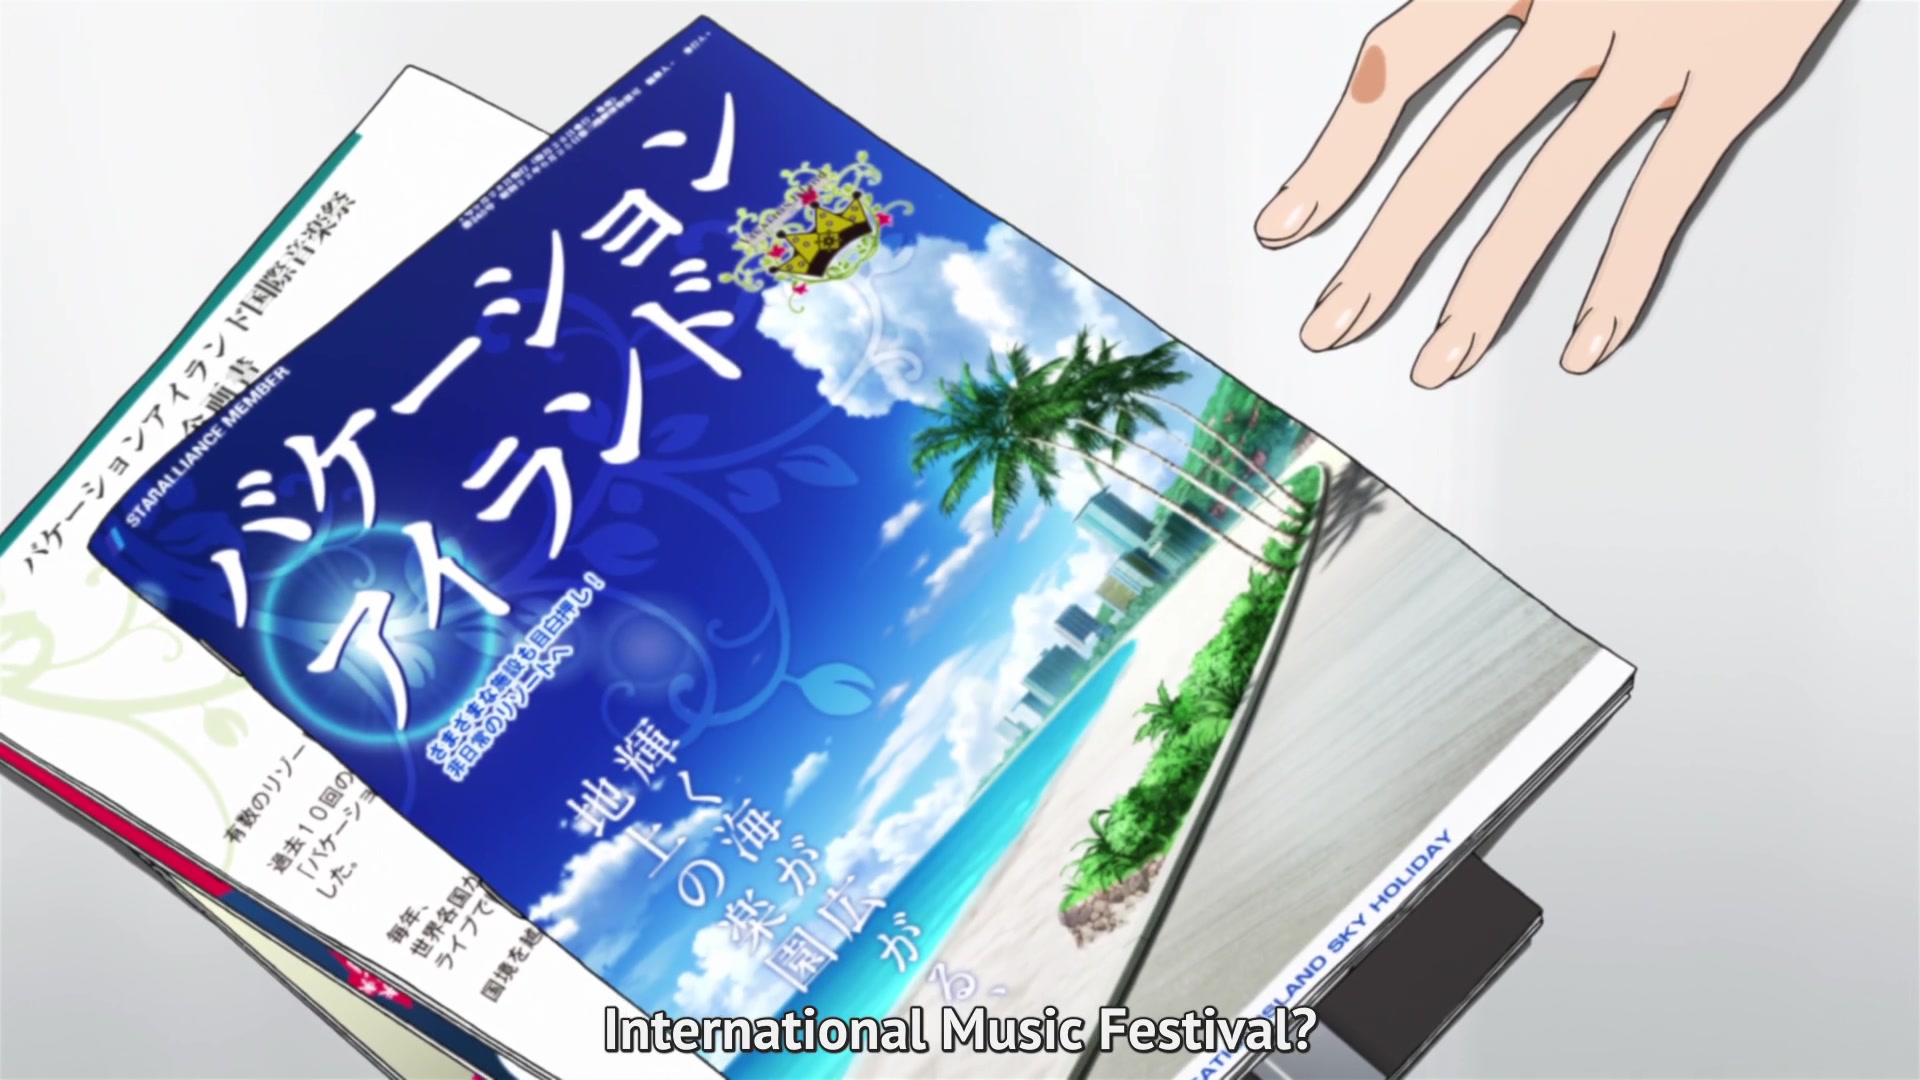 バケーションアイランド国際音楽祭
企画書
STARALLIANCE MEMBER
バケーション
アイランド
さまざまな施設も目白押し！
非日常のリゾートへ
輝く海が広がる、
地上の楽園が
有数のリゾー
過去１０回の
「バケーショ
した。
毎年、
世界各国か
ライブで
国境を越
ISLAND SKY HOLIDAY
International Music Festival?